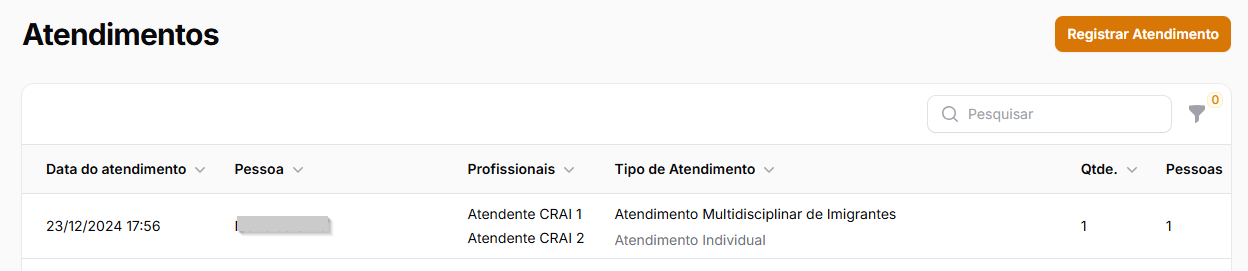 Atendimentos
Registrar Atendimento
Pesquisar
0
Data do atendimento Pessoa Profissionais Tipo de Atendimento Qtde. Pessoas
23/12/2024 17:56 Atendente CRAI 1 Atendimento Multidisciplinar de Imigrantes 1 1
Atendente CRAI 2 Atendimento Individual